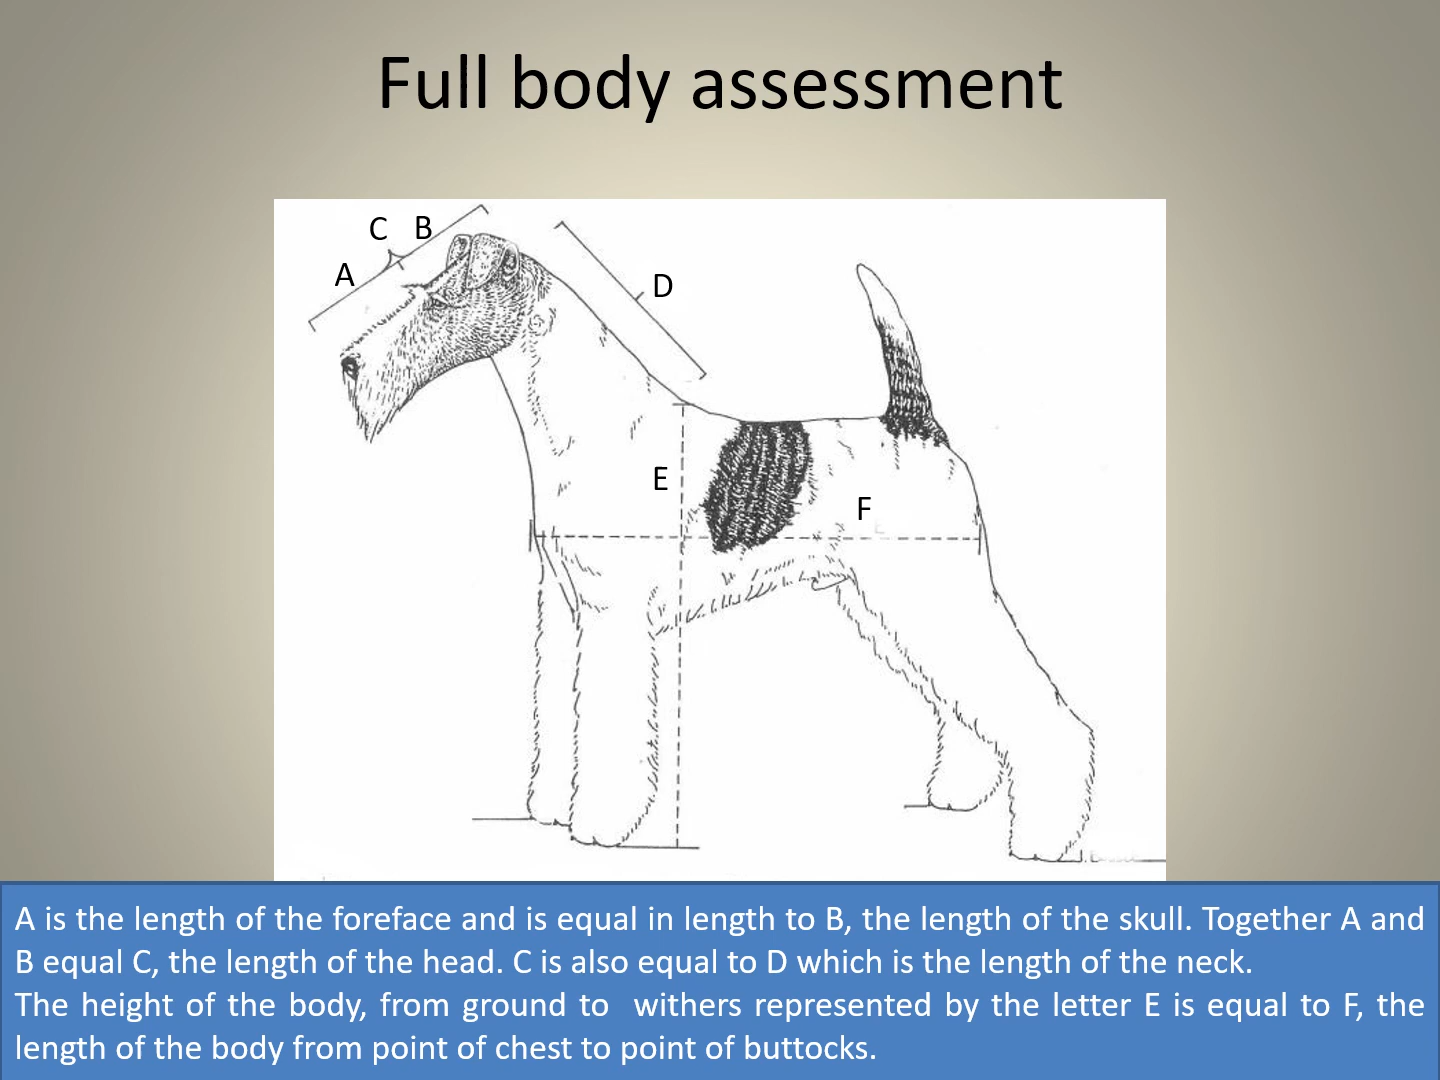 Full body assessment
C B
A
D
E
F
A is the length of the foreface and is equal in length to B, the length of the skull. Together A and
B equal C, the length of the head. C is also equal to D which is the length of the neck.
The height of the body, from ground to withers represented by the letter E is equal to F, the
length of the body from point of chest to point of buttocks.